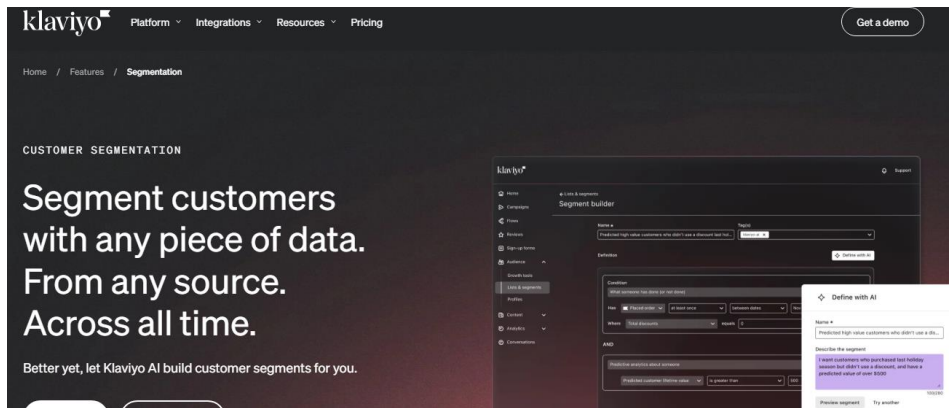 klaviyo
Platform Integrations Resources Pricing
Get a demo
Home / Features / Segmentation
CUSTOMER SEGMENTATION
Segment customers
with any piece of data.
From any source.
Across all time.
Better yet, let Klaviyo AI build customer segments for you.
klaviyo
Support
Home
Campaigns
Flows
Reviews
Sign-up forms
Audience
Growth tools
Lists & segments
Profiles
Content
Analytics
Conversations
Lists & segments
Segment builder
Name
Tag(s)
Predicted high value customers who didn't use a discount last hol...
Definition
Define with AI
Condition
What someone has done (or not done)
Has Placed order at least once between dates
Where Total discounts equals 0
AND
Predictive analytics about someone
Predicted customer lifetime value is greater than
Define with AI
Name *
Predicted high value customers who didn't use a dis...
Describe the segment
I want customers who purchased last holiday
season but didn't use a discount, and have a
predicted value of over $100
Preview segment Try another